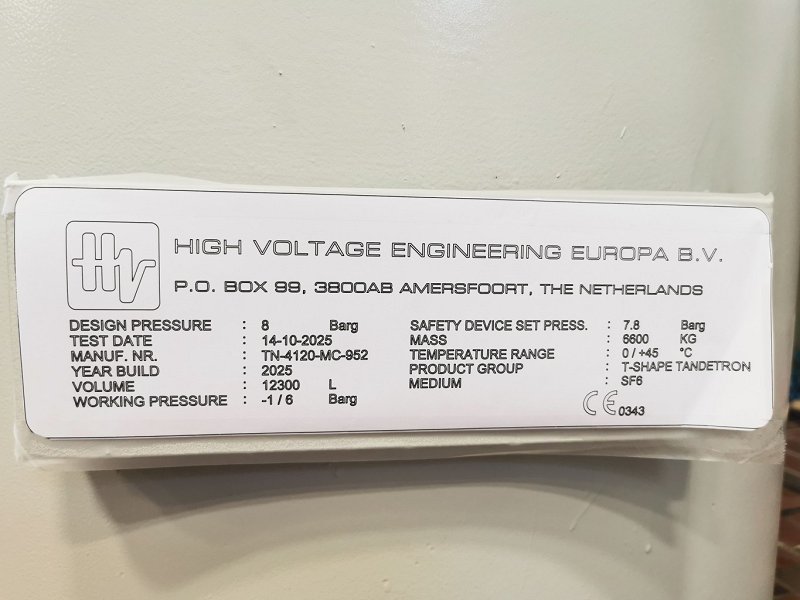 HV
HIGH VOLTAGE ENGINEERING EUROPA B.V.
P.O. BOX 99, 3800AB AMERSFOORT, THE NETHERLANDS
DESIGN PRESSURE : 8 Barg
TEST DATE : 14-10-2025
MANUF. NR. : TN-4120-MC-952
YEAR BUILD : 2025
VOLUME : 12300 L
WORKING PRESSURE : -1 / 6 Barg
SAFETY DEVICE SET PRESS. : 7.8 Barg
MASS : 6600 KG
TEMPERATURE RANGE : 0 / +45 °C
PRODUCT GROUP : T-SHAPE TANDETRON
MEDIUM : SF6
CE 0343